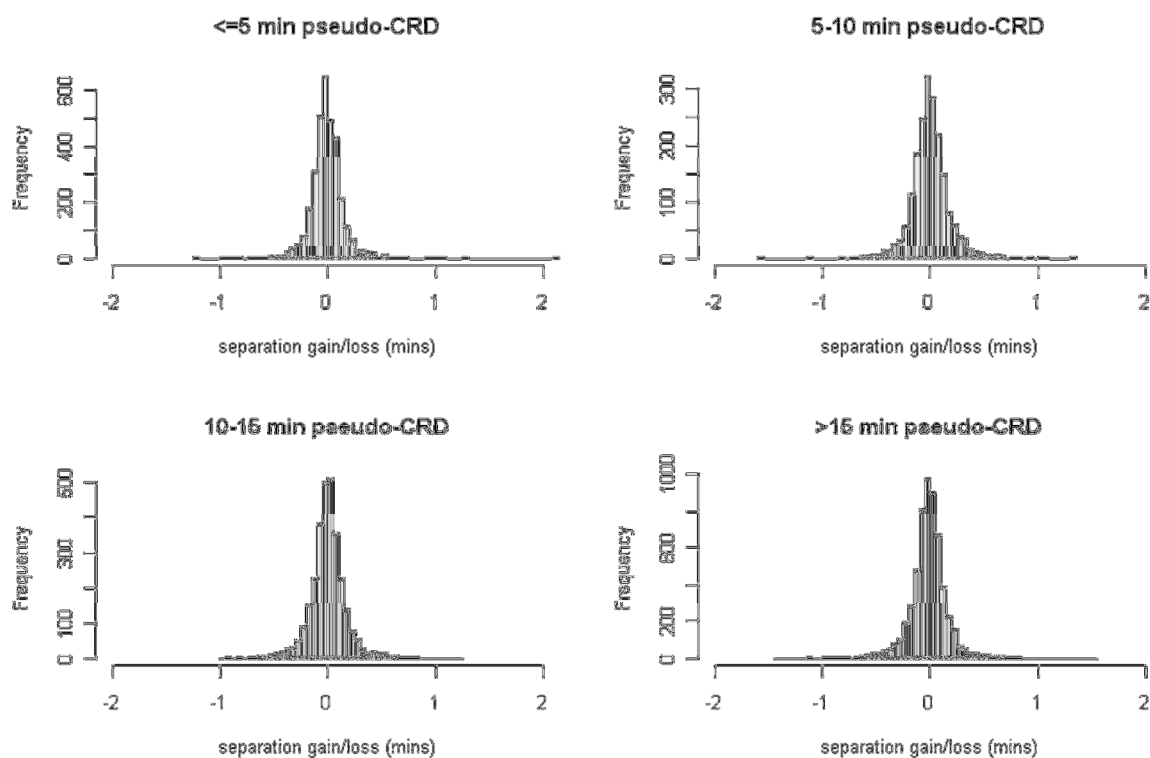 <=5 min pseudo-CRD
Frequency
600
400
200
0
-2 -1 0 1 2
separation gain/loss (mins)
5-10 min pseudo-CRD
Frequency
300
200
100
0
-2 -1 0 1 2
separation gain/loss (mins)
10-15 min pseudo-CRD
Frequency
500
300
100
0
-2 -1 0 1 2
separation gain/loss (mins)
>15 min pseudo-CRD
Frequency
1000
600
200
0
-2 -1 0 1 2
separation gain/loss (mins)